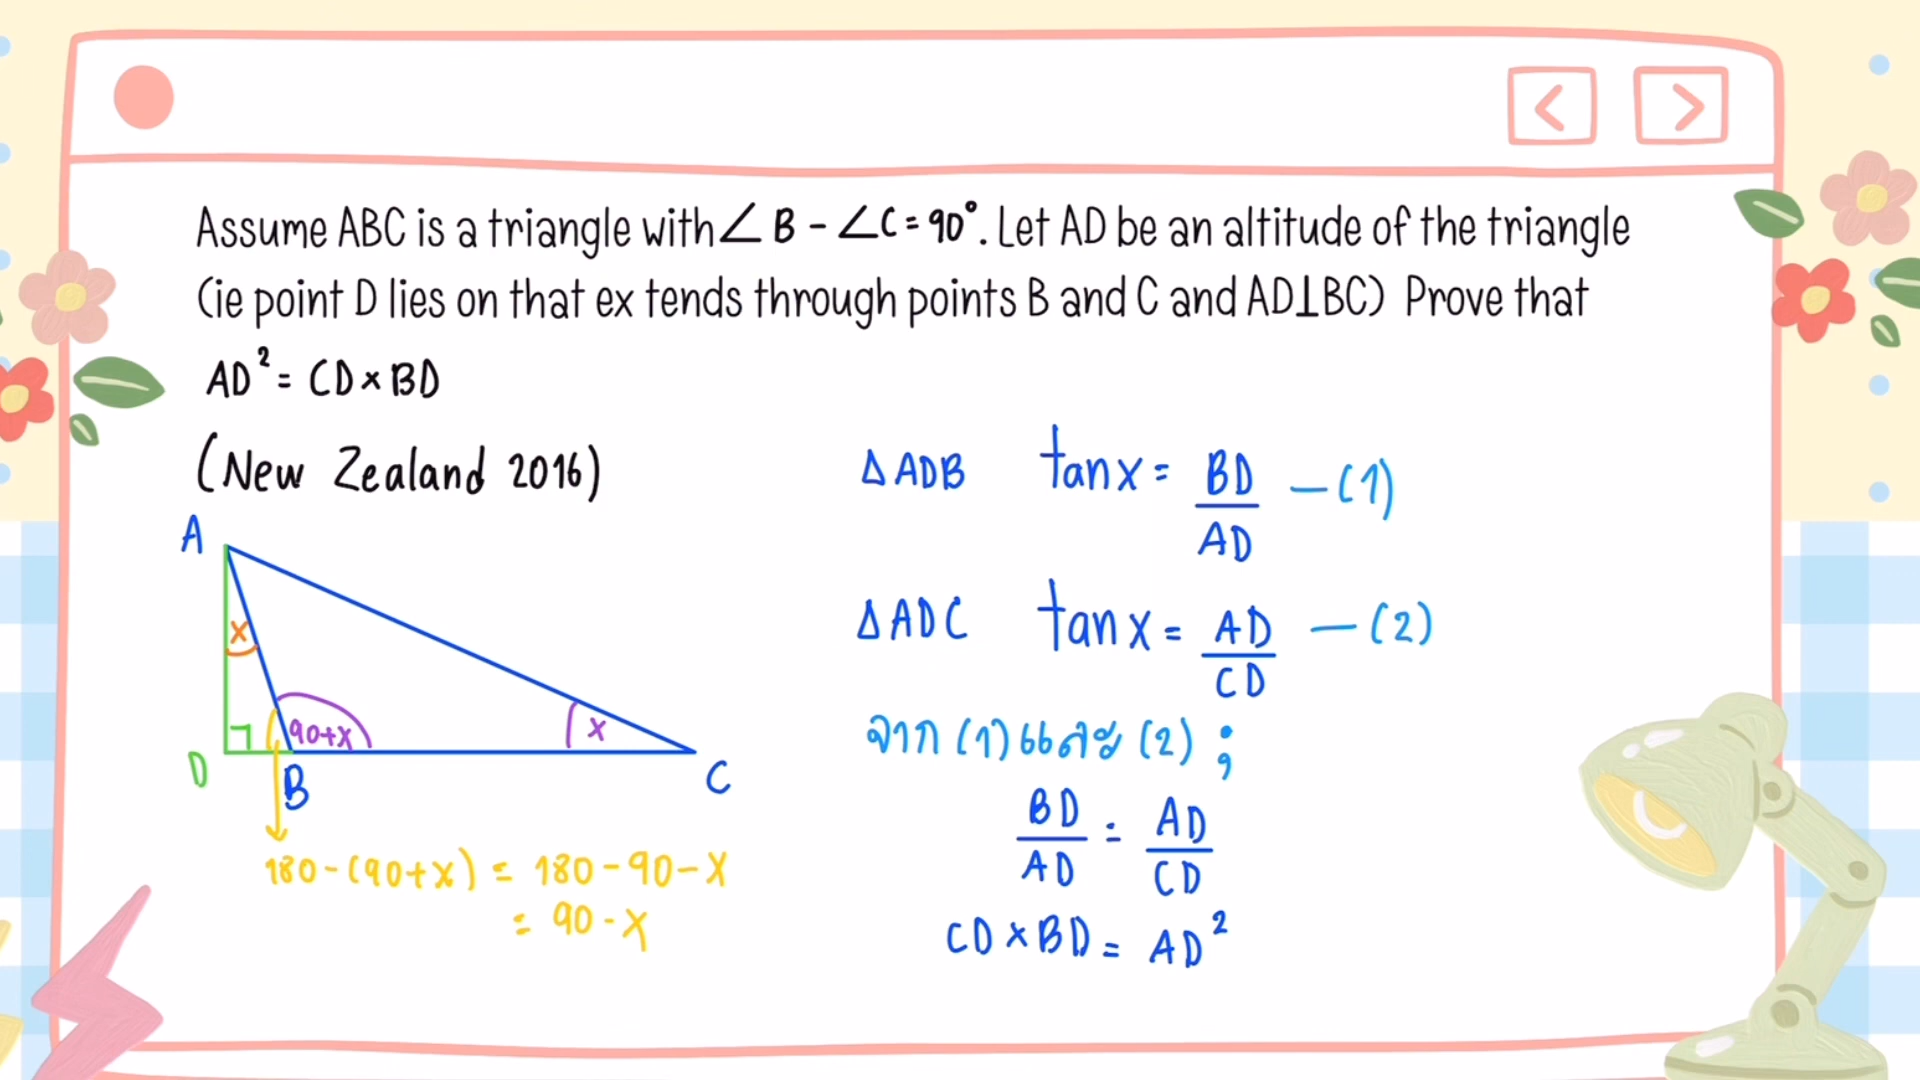 Assume ABC is a triangle with ∠B - ∠C = 90°. Let AD be an altitude of the triangle
(ie point D lies on that ex tends through points B and C and AD⊥BC) Prove that
AD² = CD × BD
(New Zealand 2016)
A
x
90+x
x
D
B
C
180-(90+x) = 180-90-x
= 90-x
ΔADB tan x = BD/AD —(1)
ΔADC tan x = AD/CD —(2)
จาก (1) และ (2) ;
BD/AD = AD/CD
CD × BD = AD²